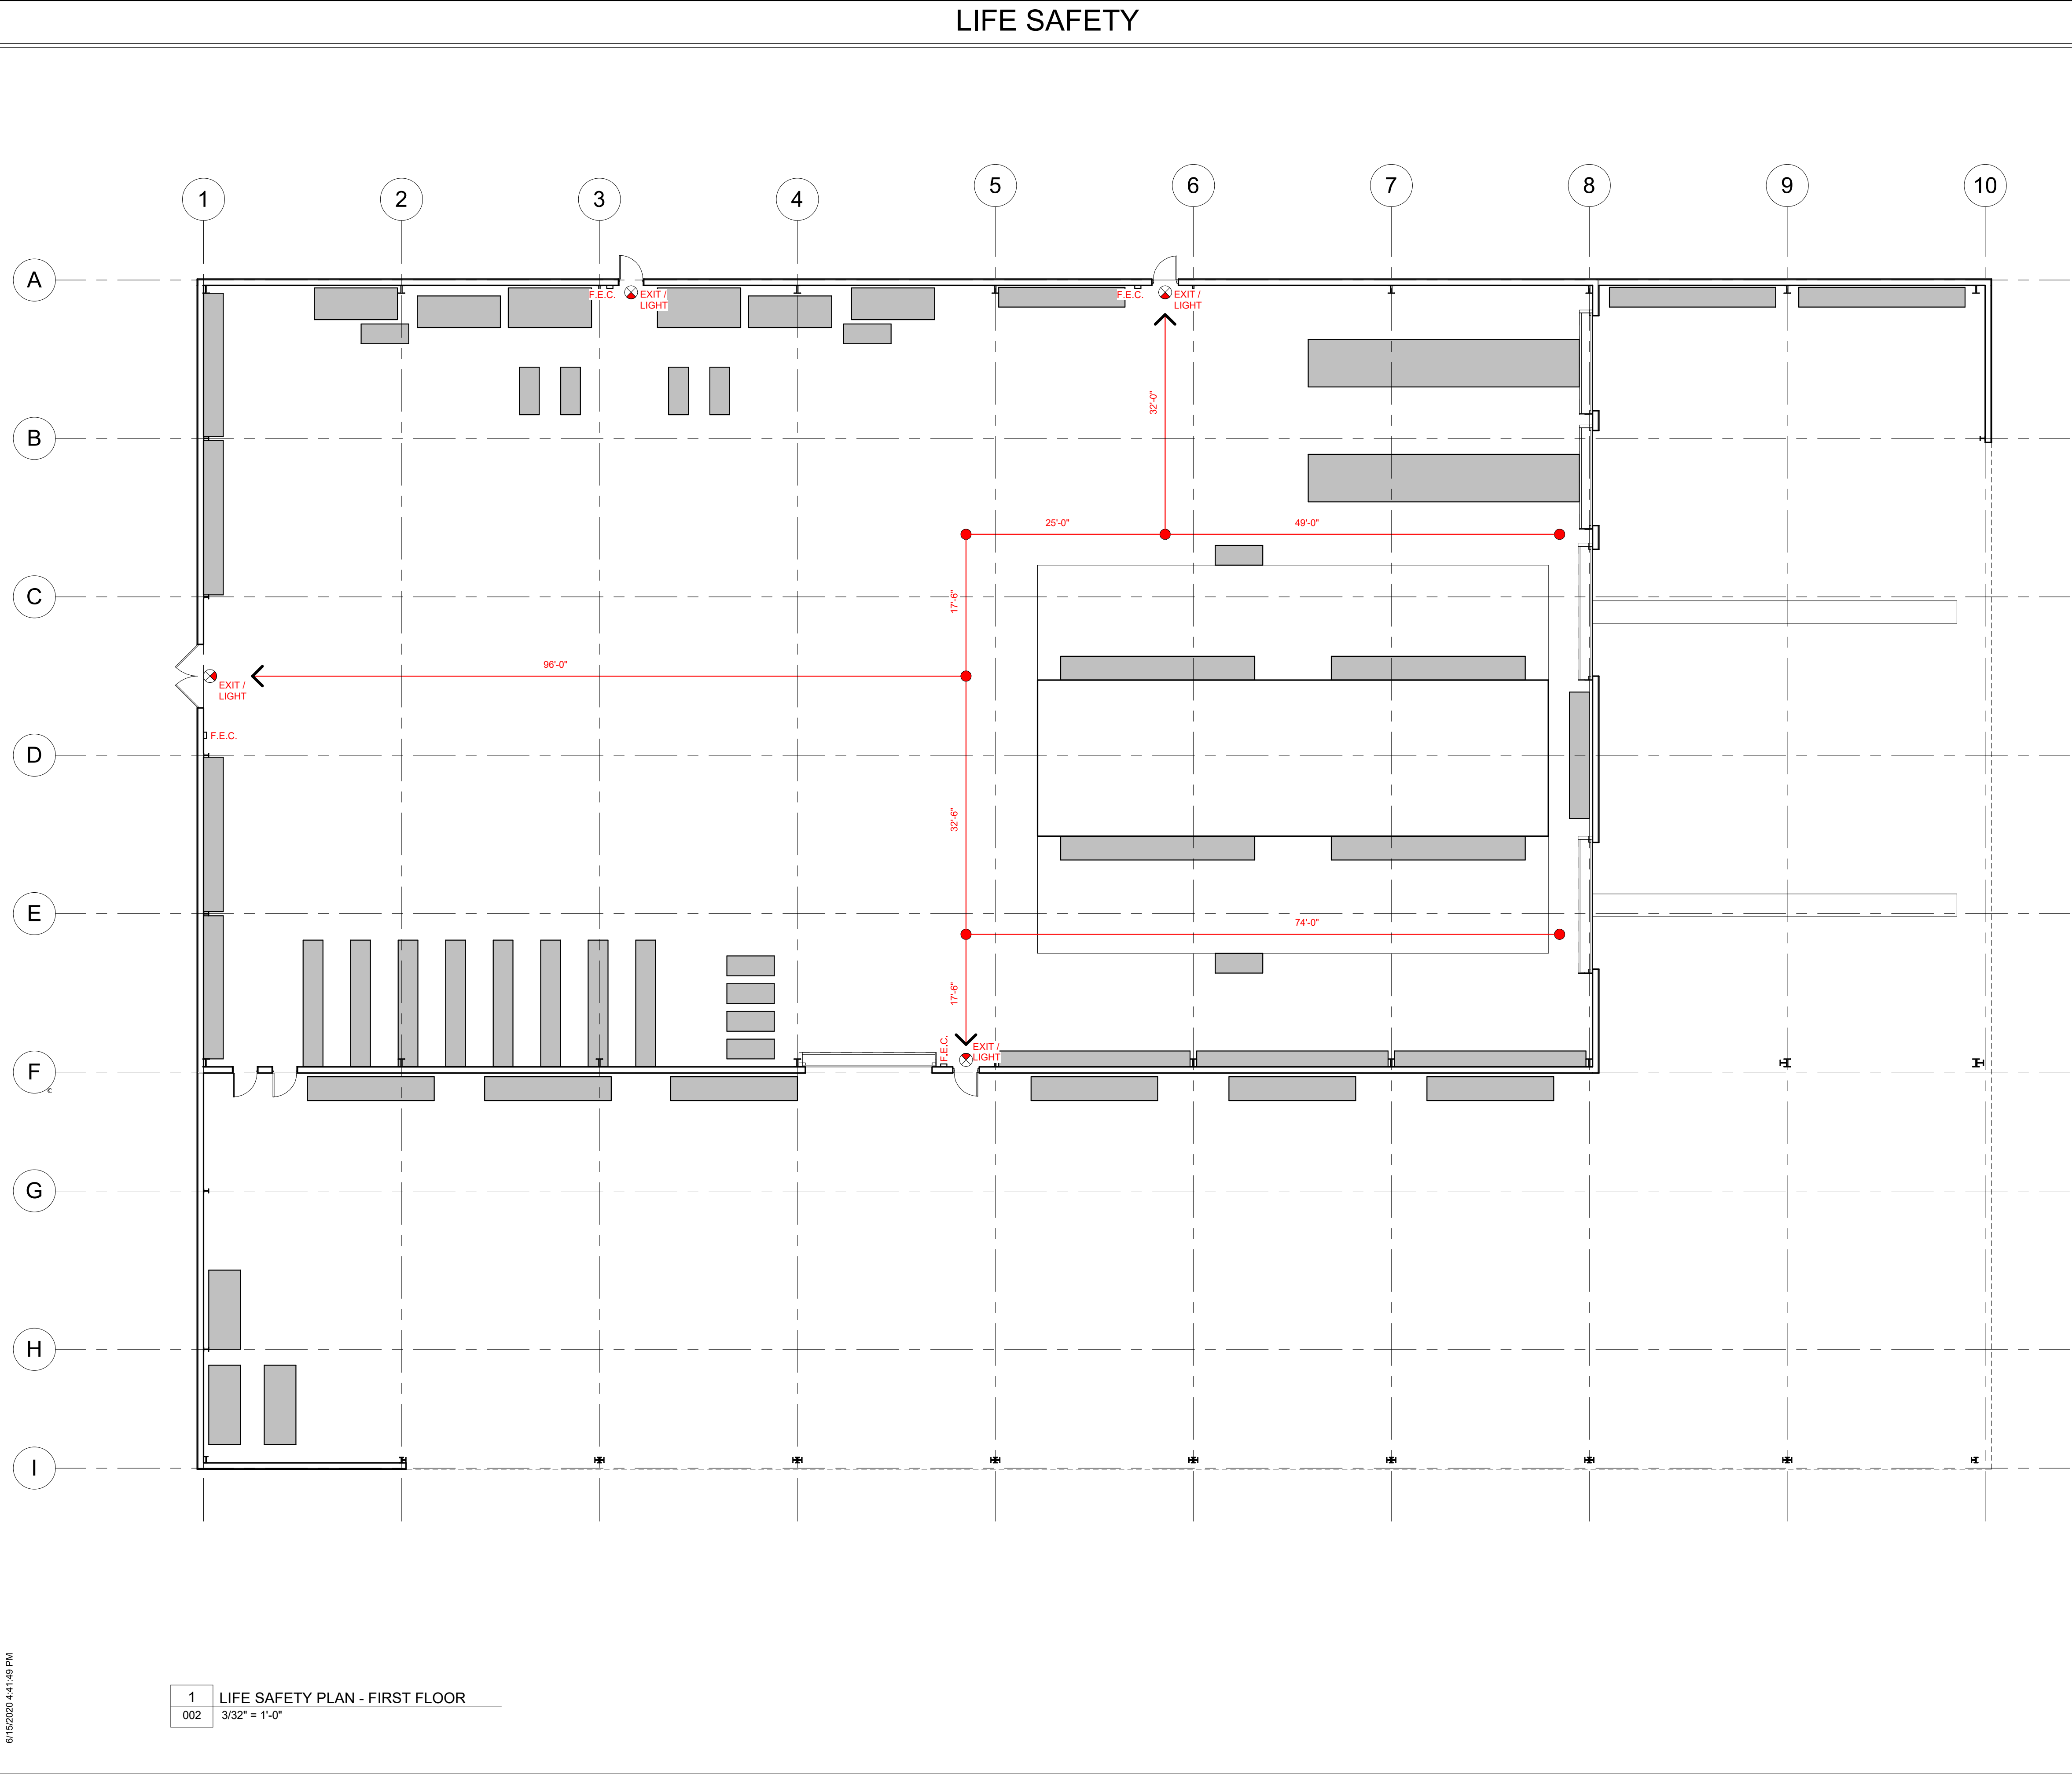 LIFE SAFETY
1
2
3
4
5
6
7
8
9
10
A
B
C
D
E
F
G
H
I
F.E.C.
EXIT /
LIGHT
F.E.C.
EXIT /
LIGHT
32'-0"
25'-0"
49'-0"
17'-6"
96'-0"
EXIT /
LIGHT
F.E.C.
32'-6"
74'-0"
17'-6"
F.E.C.
EXIT /
LIGHT
c
6/15/2020 4:41:49 PM
1
LIFE SAFETY PLAN - FIRST FLOOR
002
3/32" = 1'-0"